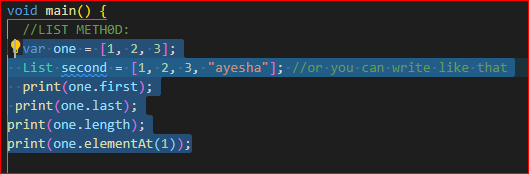 void main() {
//LIST METH0D:
var one = [1, 2, 3];
List second = [1, 2, 3, "ayesha"]; //or you can write like that
print(one.first);
print(one.last);
print(one.length);
print(one.elementAt(1));